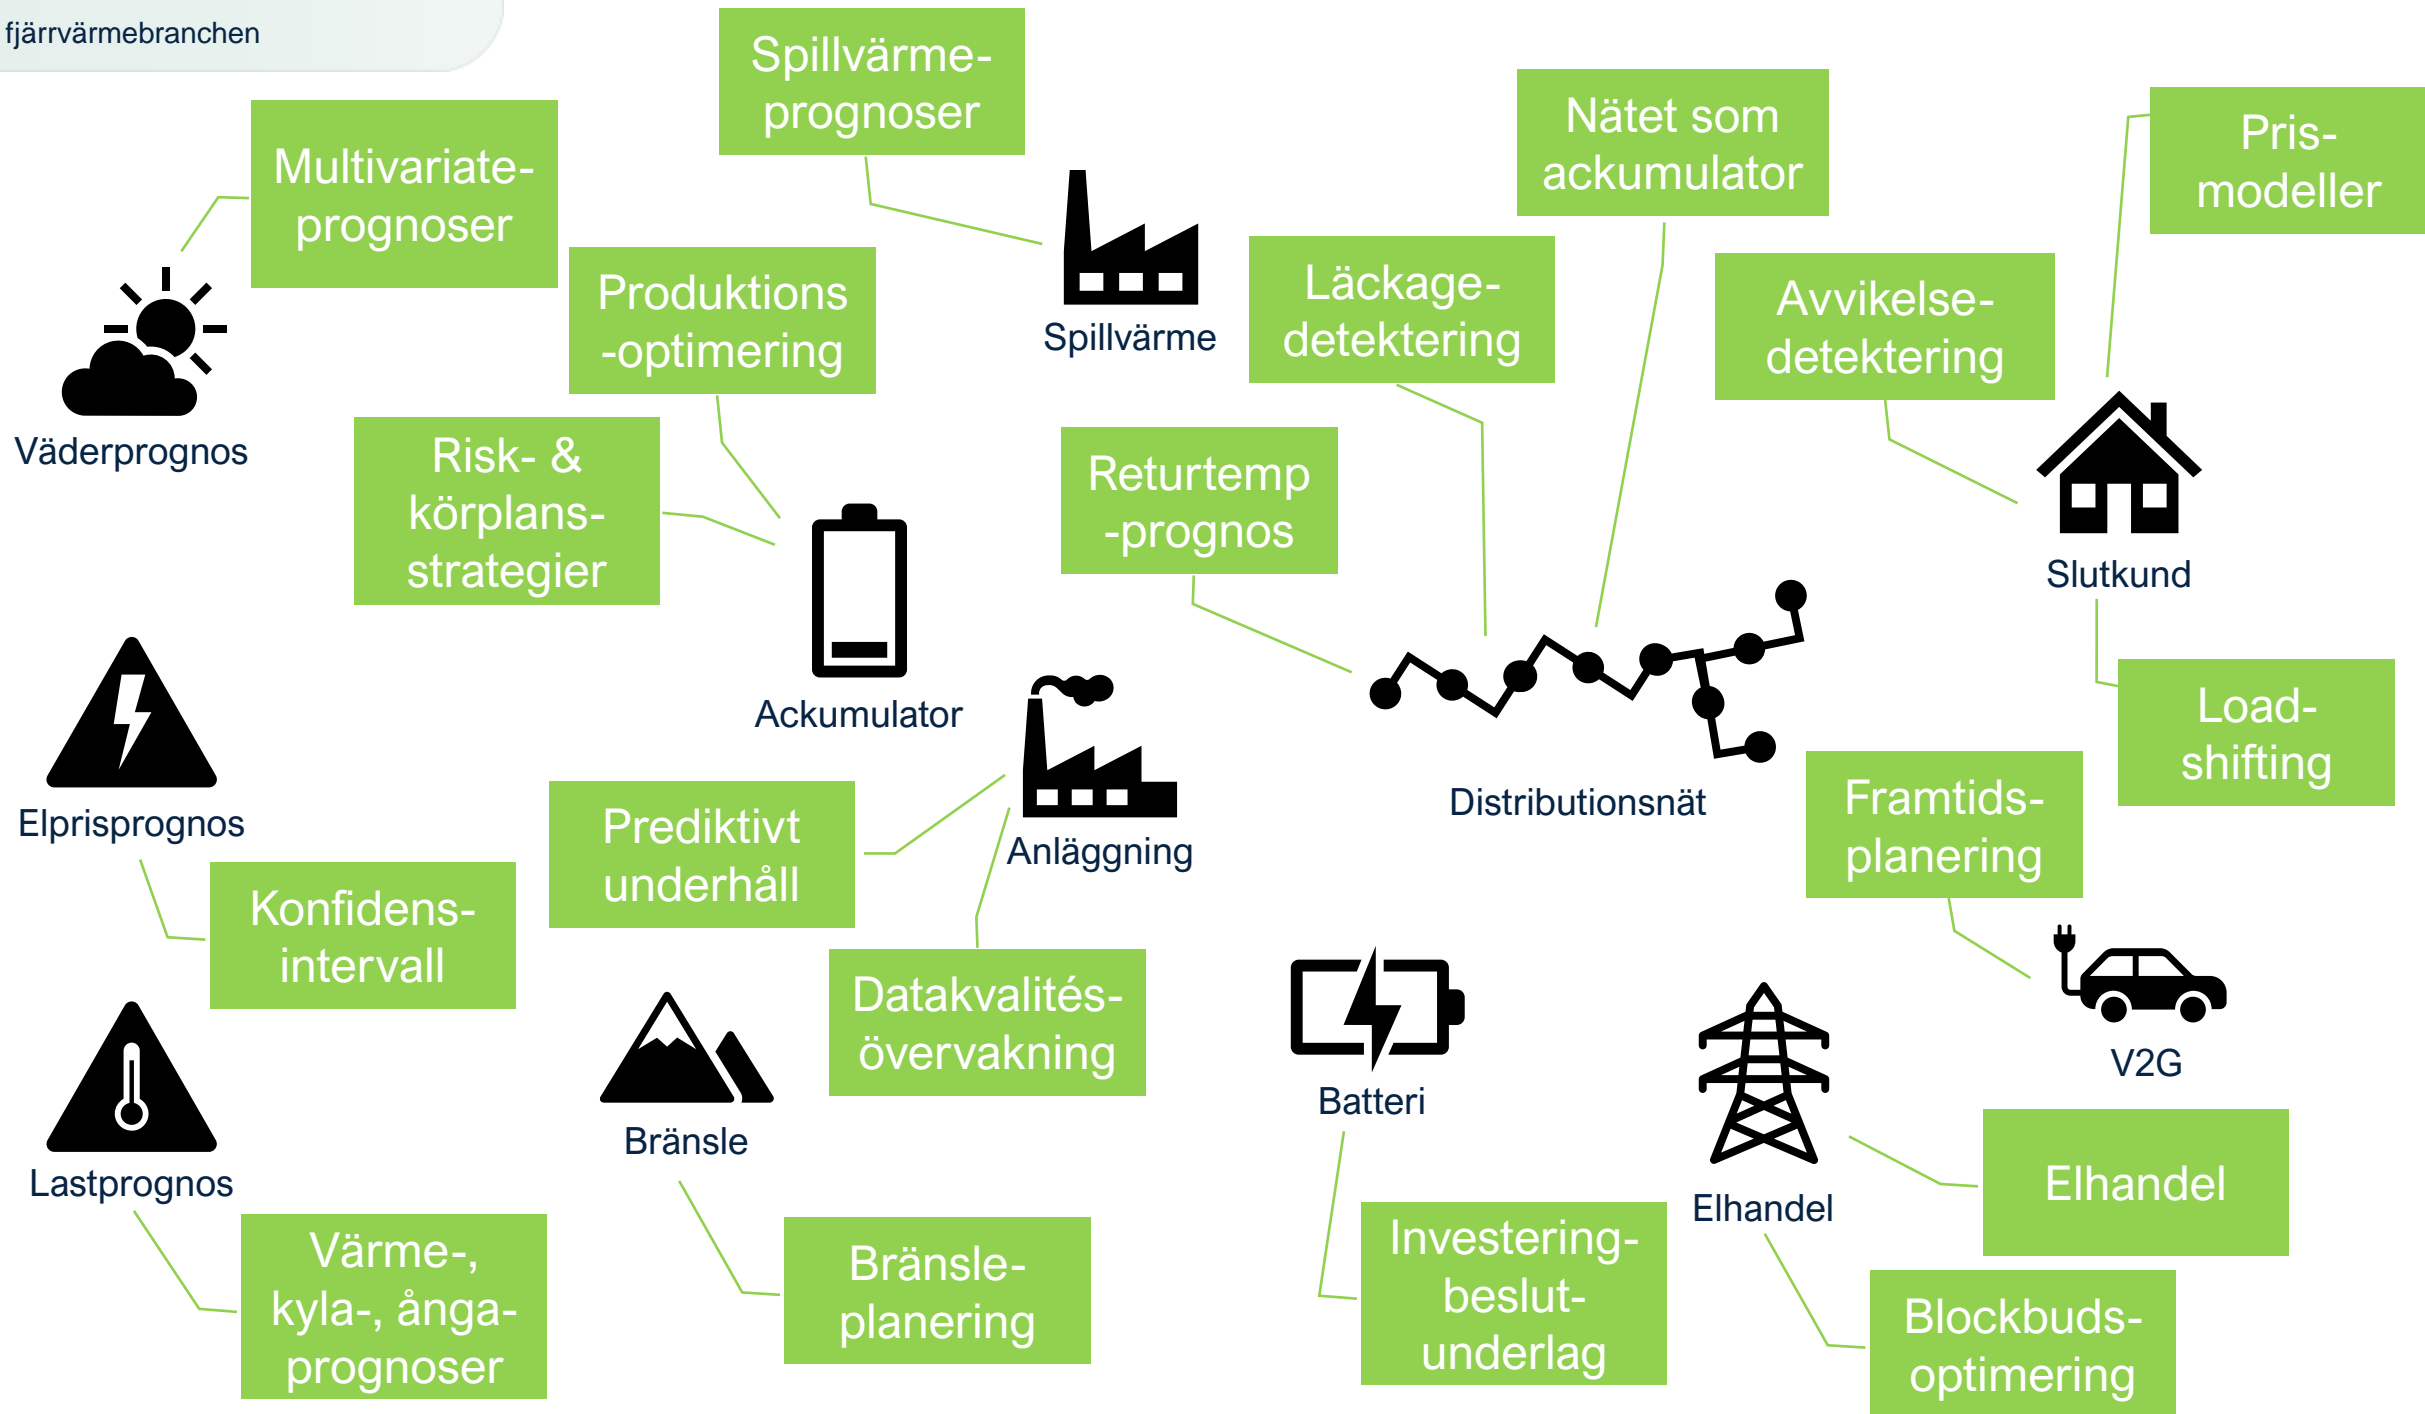 fjärrvärmebranchen
Spillvärme-
prognoser
Nätet som
ackumulator
Pris-
modeller
Multivariate-
prognoser
Produktions
-optimering
Spillvärme
Läckage-
detektering
Avvikelse-
detektering
Väderprognos
Risk- &
körplans-
strategier
Returtemp
-prognos
Slutkund
Ackumulator
Load-
shifting
Elprisprognos
Prediktivt
underhåll
Anläggning
Distributionsnät
Framtids-
planering
Konfidens-
intervall
Datakvalités-
övervakning
Batteri
V2G
Bränsle
Lastprognos
Elhandel
Elhandel
Värme-,
kyla-, ånga-
prognoser
Bränsle-
planering
Investering-
beslut-
underlag
Blockbuds-
optimering